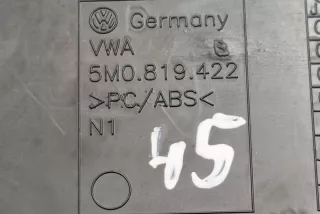 Germany
VWA B
5M0.819.422
>PC/ABS<
N1
45